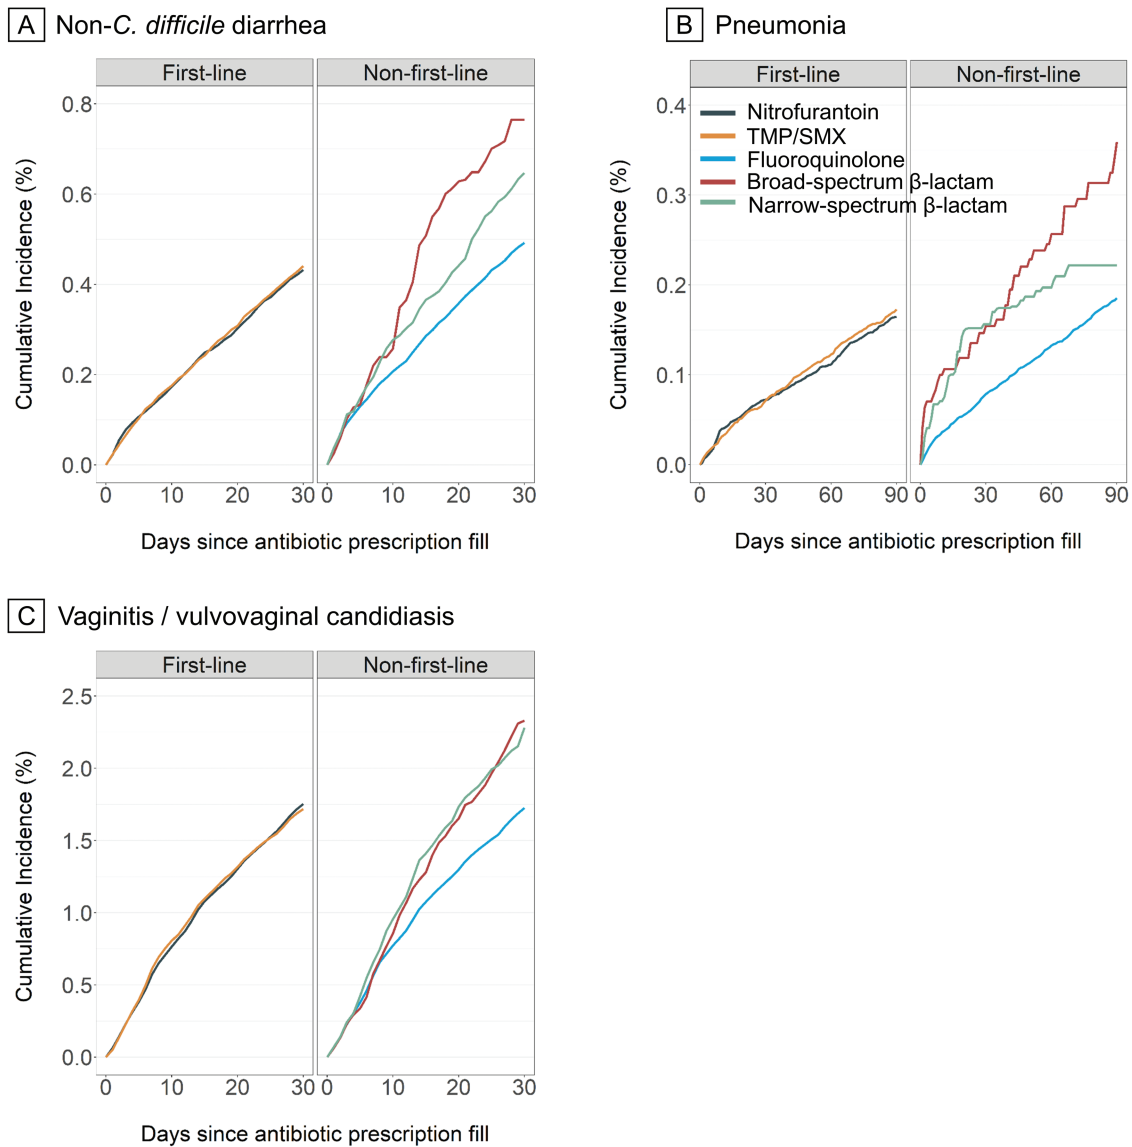 A Non-C. difficile diarrhea
First-line
Non-first-line
0.8
0.6
0.4
0.2
0.0
Cumulative Incidence (%)
0 10 20 30 0 10 20 30
Days since antibiotic prescription fill
B Pneumonia
First-line
Non-first-line
0.4
0.3
0.2
0.1
0.0
Cumulative Incidence (%)
Nitrofurantoin
TMP/SMX
Fluoroquinolone
Broad-spectrum β-lactam
Narrow-spectrum β-lactam
0 30 60 90 0 30 60 90
Days since antibiotic prescription fill
C Vaginitis / vulvovaginal candidiasis
First-line
Non-first-line
2.5
2.0
1.5
1.0
0.5
0.0
Cumulative Incidence (%)
0 10 20 30 0 10 20 30
Days since antibiotic prescription fill